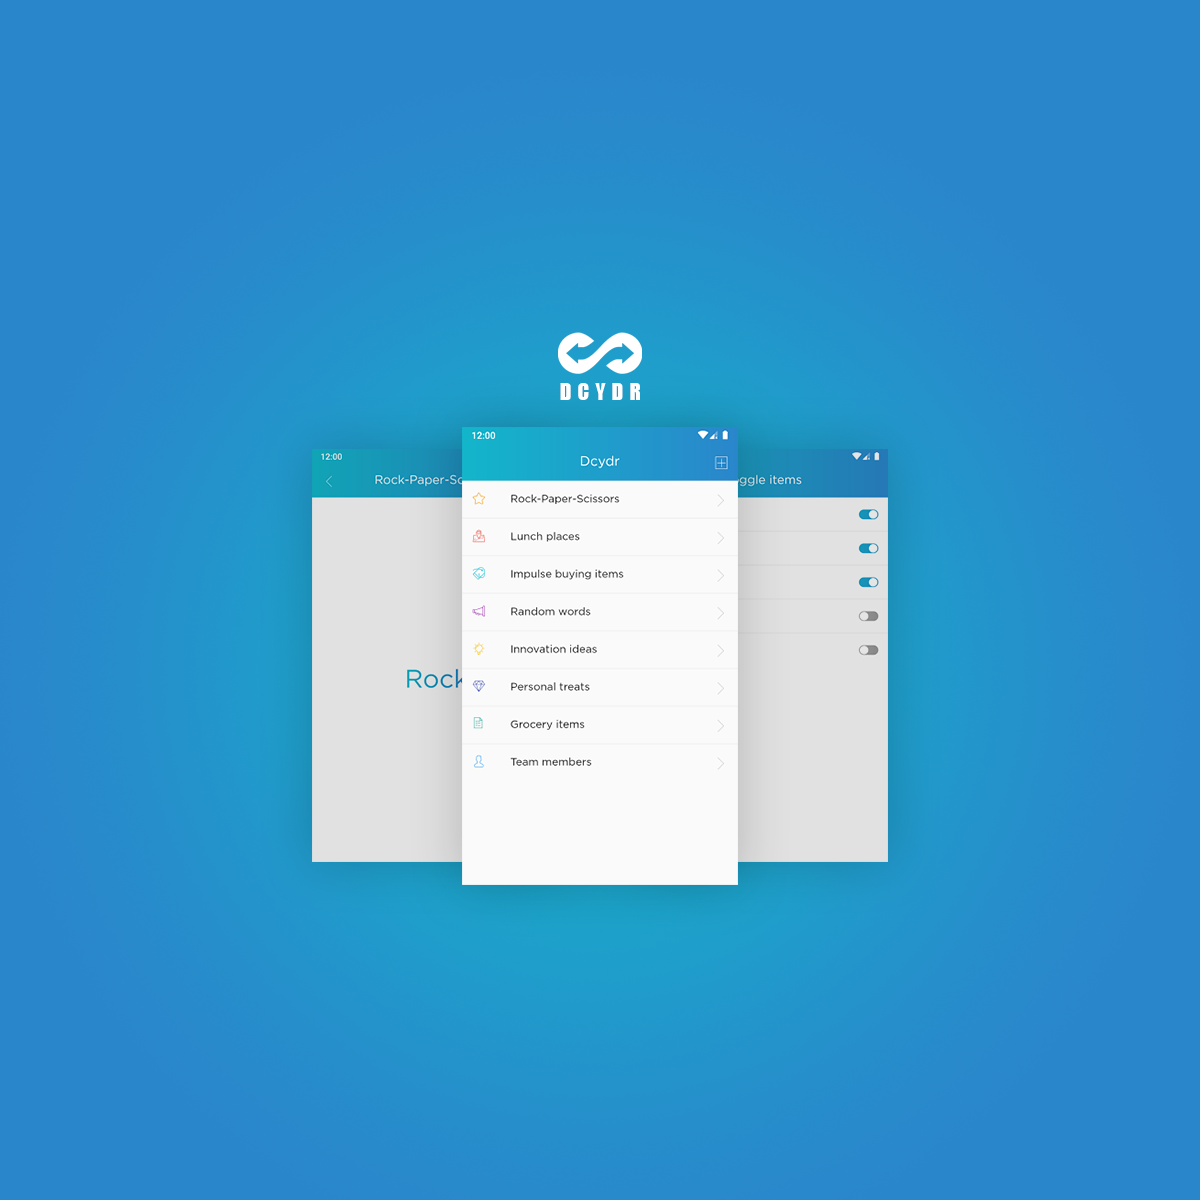 DCYDR
12:00
Dcydr
Rock-Paper-Scissors
Lunch places
Impulse buying items
Random words
Innovation ideas
Personal treats
Grocery items
Team members
12:00
Rock-Paper-Sc
Rock
ggle items